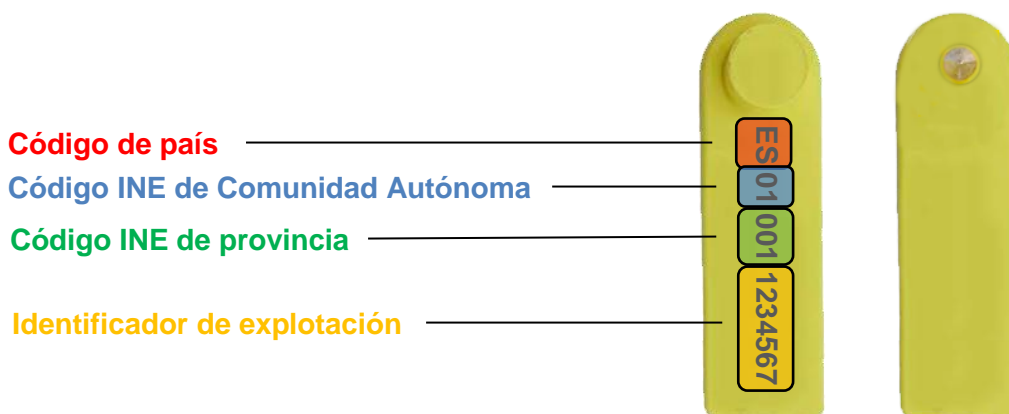 Código de país
Código INE de Comunidad Autónoma
Código INE de provincia
Identificador de explotación
ES 01 001 1234567